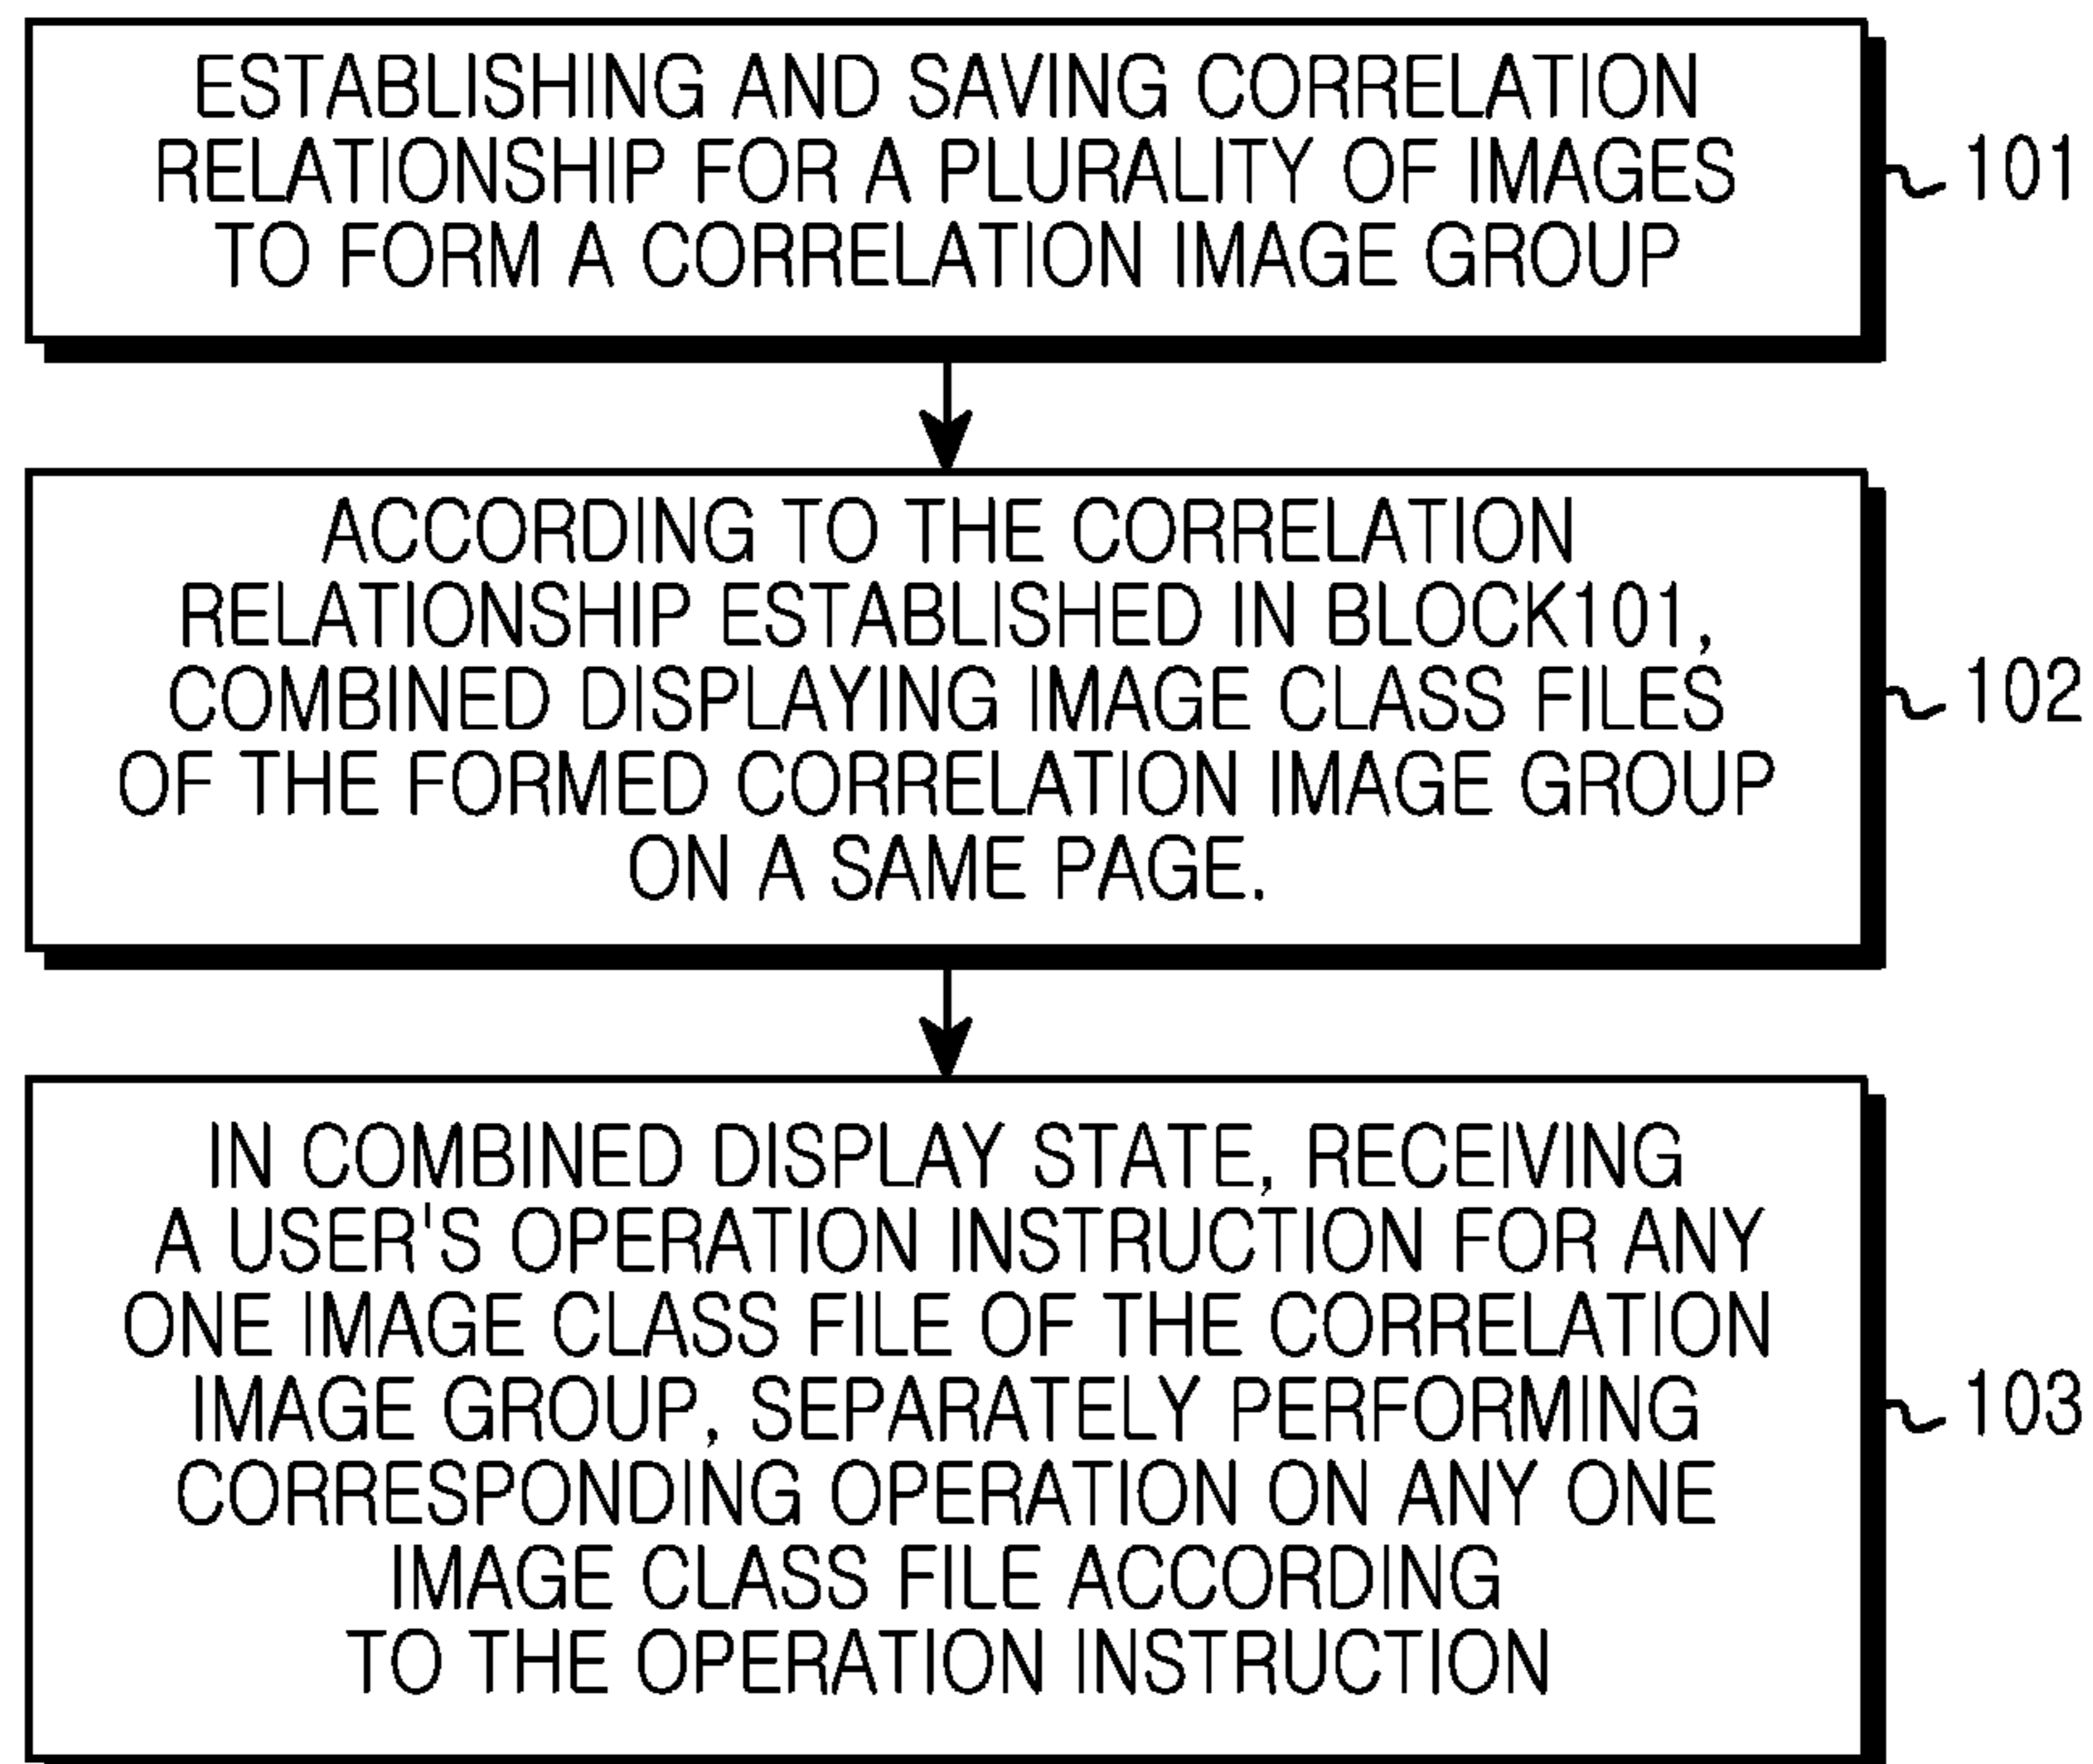 ESTABLISHING AND SAVING CORRELATION
RELATIONSHIP FOR A PLURALITY OF IMAGES
TO FORM A CORRELATION IMAGE GROUP
101
ACCORDING TO THE CORRELATION
RELATIONSHIP ESTABLISHED IN BLOCK101,
COMBINED DISPLAYING IMAGE CLASS FILES
OF THE FORMED CORRELATION IMAGE GROUP
ON A SAME PAGE.
102
IN COMBINED DISPLAY STATE, RECEIVING
A USER'S OPERATION INSTRUCTION FOR ANY
ONE IMAGE CLASS FILE OF THE CORRELATION
IMAGE GROUP, SEPARATELY PERFORMING
CORRESPONDING OPERATION ON ANY ONE
IMAGE CLASS FILE ACCORDING
TO THE OPERATION INSTRUCTION
103